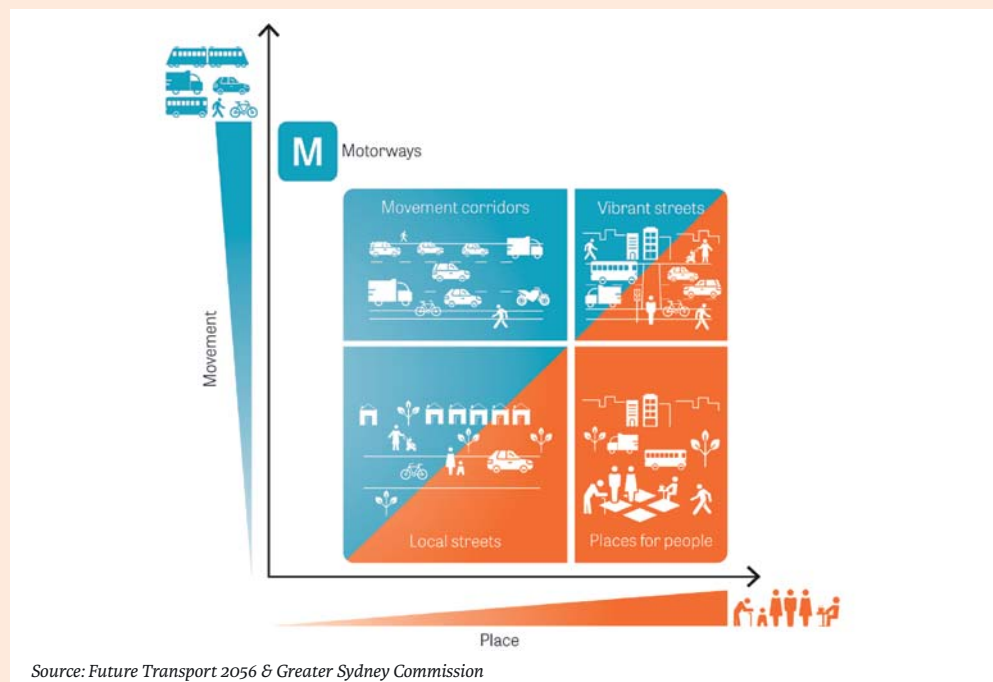 M Motorways
Movement corridors
Vibrant streets
Movement
Local streets
Places for people
Place
Source: Future Transport 2056 & Greater Sydney Commission